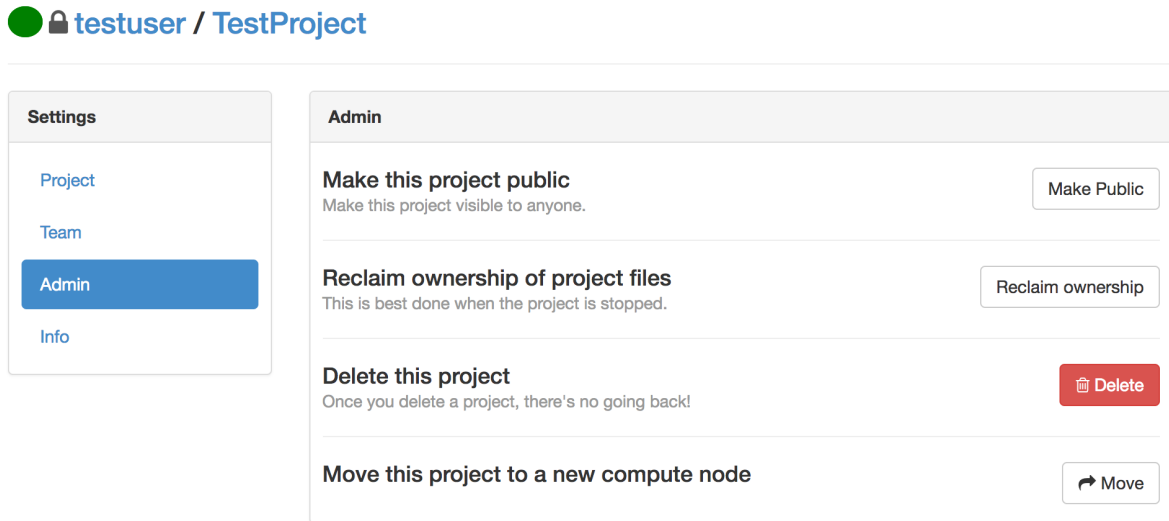 testuser / TestProject
Settings
Project
Team
Admin
Info
Admin
Make this project public
Make this project visible to anyone.
Make Public
Reclaim ownership of project files
This is best done when the project is stopped.
Reclaim ownership
Delete this project
Once you delete a project, there's no going back!
Delete
Move this project to a new compute node
Move